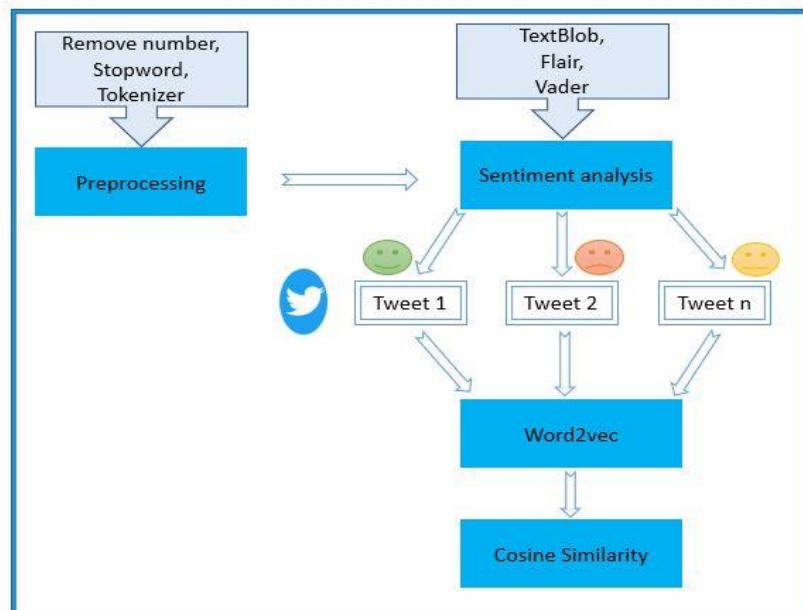 Remove number,
Stopword,
Tokenizer
TextBlob,
Flair,
Vader
Preprocessing
Sentiment analysis
Tweet 1
Tweet 2
Tweet n
Word2vec
Cosine Similarity